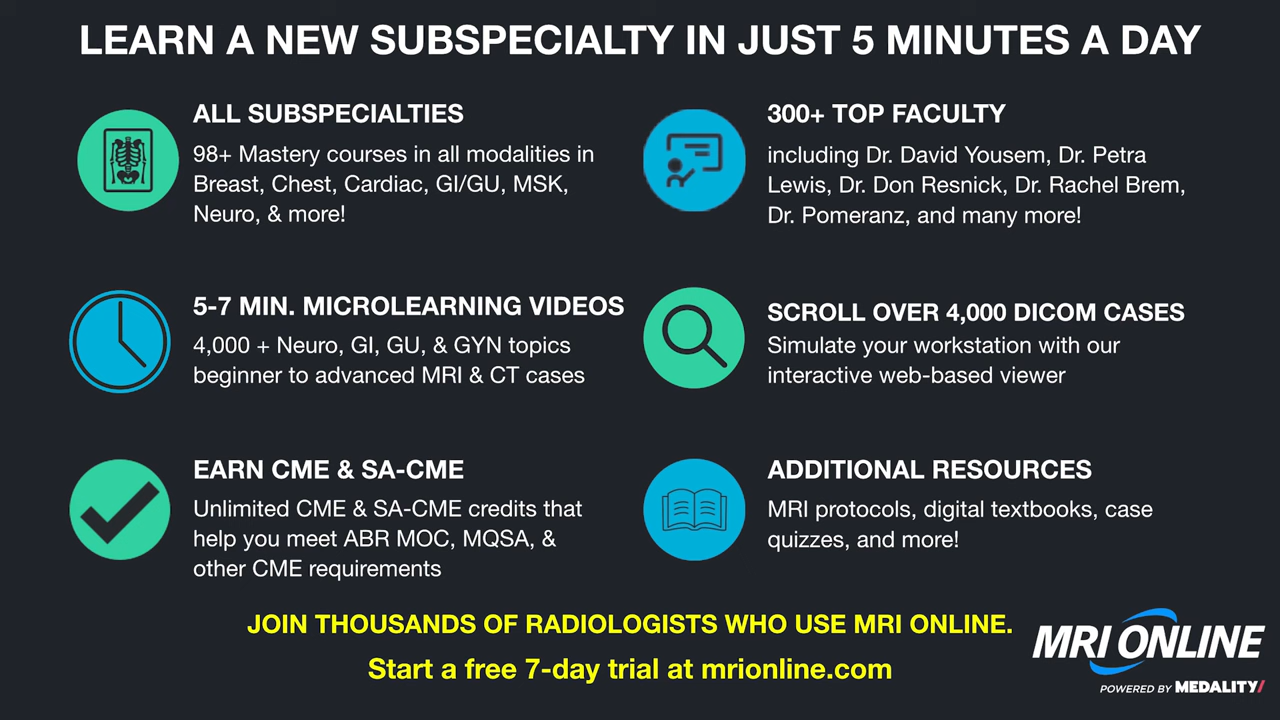 LEARN A NEW SUBSPECIALTY IN JUST 5 MINUTES A DAY
ALL SUBSPECIALTIES
98+ Mastery courses in all modalities in
Breast, Chest, Cardiac, GI/GU, MSK,
Neuro, & more!
300+ TOP FACULTY
including Dr. David Yousem, Dr. Petra
Lewis, Dr. Don Resnick, Dr. Rachel Brem,
Dr. Pomeranz, and many more!
5-7 MIN. MICROLEARNING VIDEOS
4,000 + Neuro, GI, GU, & GYN topics
beginner to advanced MRI & CT cases
SCROLL OVER 4,000 DICOM CASES
Simulate your workstation with our
interactive web-based viewer
EARN CME & SA-CME
Unlimited CME & SA-CME credits that
help you meet ABR MOC, MQSA, &
other CME requirements
ADDITIONAL RESOURCES
MRI protocols, digital textbooks, case
quizzes, and more!
JOIN THOUSANDS OF RADIOLOGISTS WHO USE MRI ONLINE.
Start a free 7-day trial at mrionline.com
MRI ONLINE
POWERED BY MEDALITY/